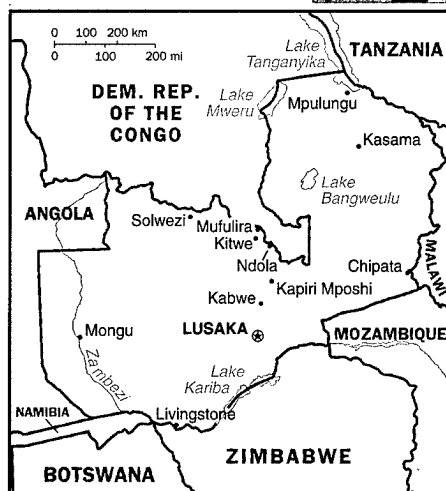 0 100 200 km
0 100 200 mi
Lake
Tanganyika
TANZANIA
DEM. REP.
OF THE
CONGO
Lake
Mweru
Mpulungu
Kasama
Lake
Bangweulu
ANGOLA
Solwezi
Mufulira
Kitwe
Ndola
Chipata
MALAWI
Kapiri Mposhi
Kabwe
Mongu
LUSAKA
MOZAMBIQUE
Zambezi
Lake
Kariba
NAMIBIA
Livingstone
ZIMBABWE
BOTSWANA